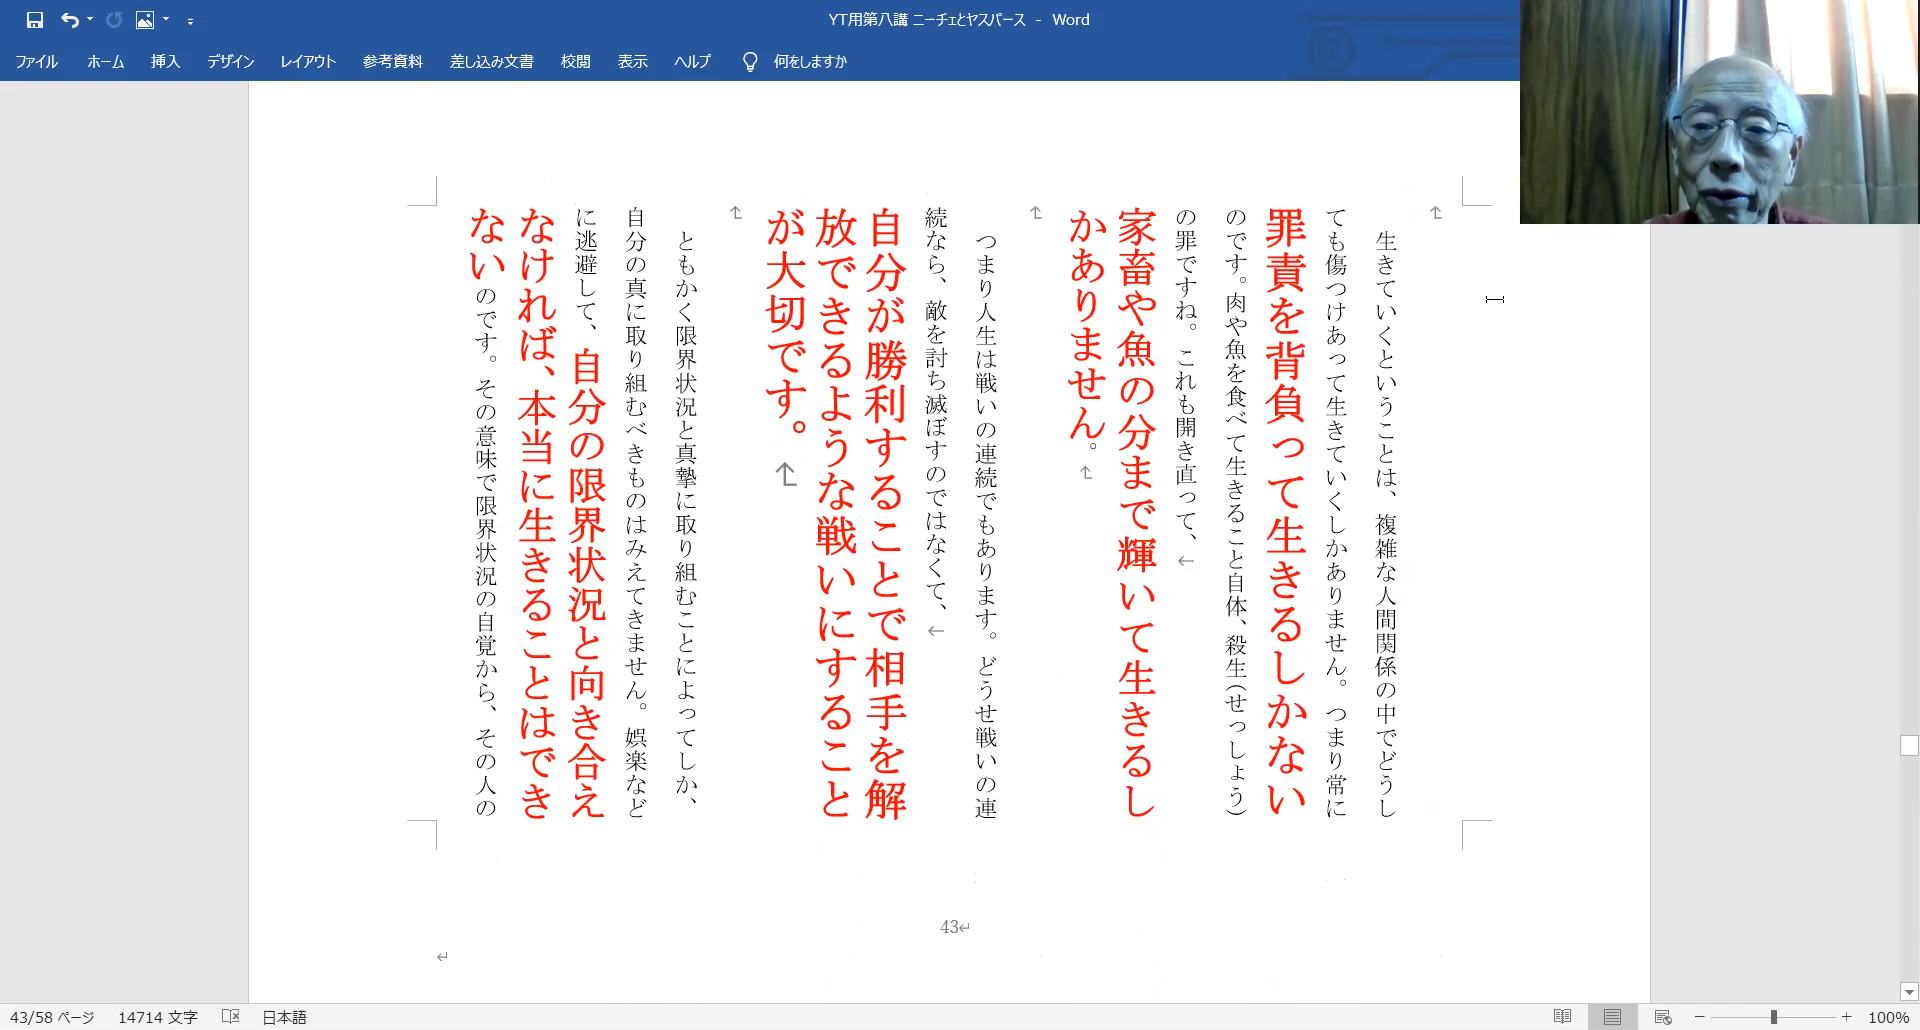 YT用第八講 ニーチェとヤスパース - Word
ファイル ホーム 挿入 デザイン レイアウト 参考資料 差し込み文書 校閲 表示 ヘルプ 何をしますか
生きていくということは、複雑な人間関係の中でどうし
ても傷つけあって生きていくしかありません。つまり常に
罪責を背負って生きるしかない
のです。肉や魚を食べて生きること自体、殺生(せっしょう)
の罪ですね。これも開き直って、
家畜や魚の分まで輝いて生きるし
かありません。
つまり人生は戦いの連続でもあります。どうせ戦いの連
続なら、敵を討ち滅ぼすのではなくて、
自分が勝利することで相手を解
放できるような戦いにすること
が大切です。
ともかく限界状況と真摯に取り組むことによってしか、
自分の真に取り組むべきものはみえてきません。娯楽など
に逃避して、自分の限界状況と向き合え
なければ、本当に生きることはでき
ないのです。その意味で限界状況の自覚から、その人の
43
43/58 ページ 14714 文字 日本語 100%